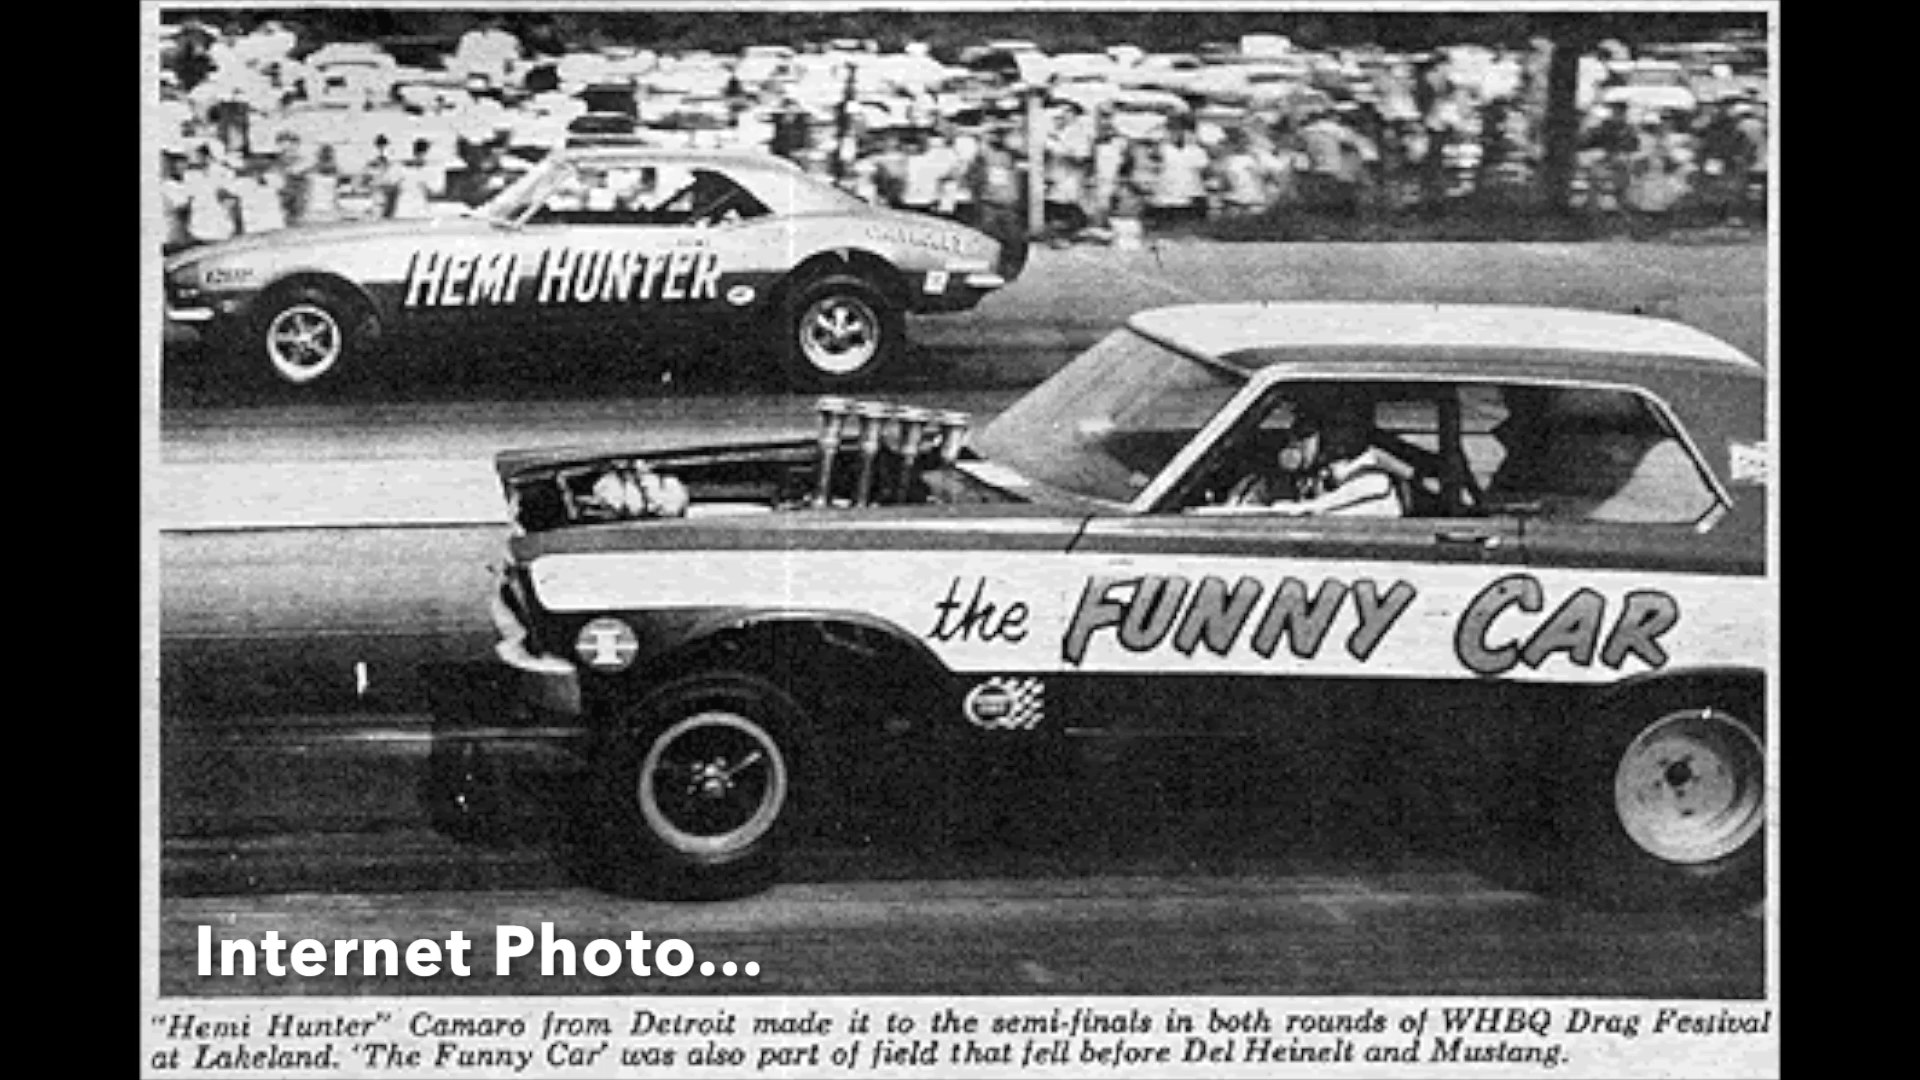 HEMI HUNTER
the FUNNY CAR
Internet Photo...
"Hemi Hunter" Camaro from Detroit made it to the semi-finals in both rounds of WHBQ Drag Festival
at Lakeland. 'The Funny Car' was also part of field that fell before Del Heinelt and Mustang.